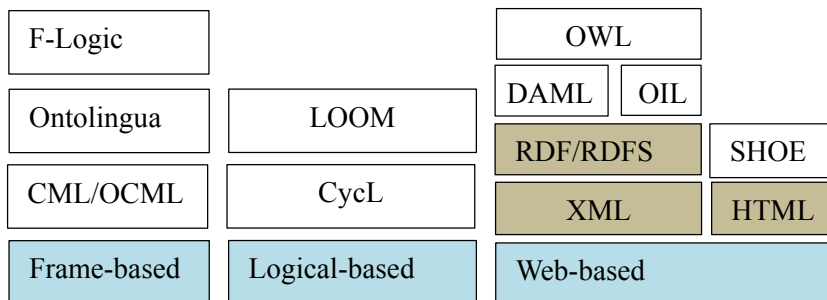 F-Logic
OWL
DAML
OIL
Ontolingua
LOOM
RDF/RDFS
SHOE
CML/OCML
CycL
XML
HTML
Frame-based
Logical-based
Web-based